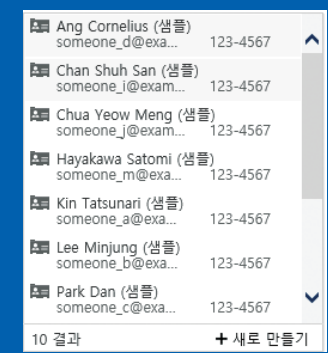 Ang Cornelius (샘플)
someone_d@exa... 123-4567
Chan Shuh San (샘플)
someone_i@exam... 123-4567
Chua Yeow Meng (샘플)
someone_j@exam... 123-4567
Hayakawa Satomi (샘플)
someone_m@exa... 123-4567
Kin Tatsunari (샘플)
someone_a@exa... 123-4567
Lee Minjung (샘플)
someone_b@exa... 123-4567
Park Dan (샘플)
someone_c@exa... 123-4567
10 결과 + 새로 만들기